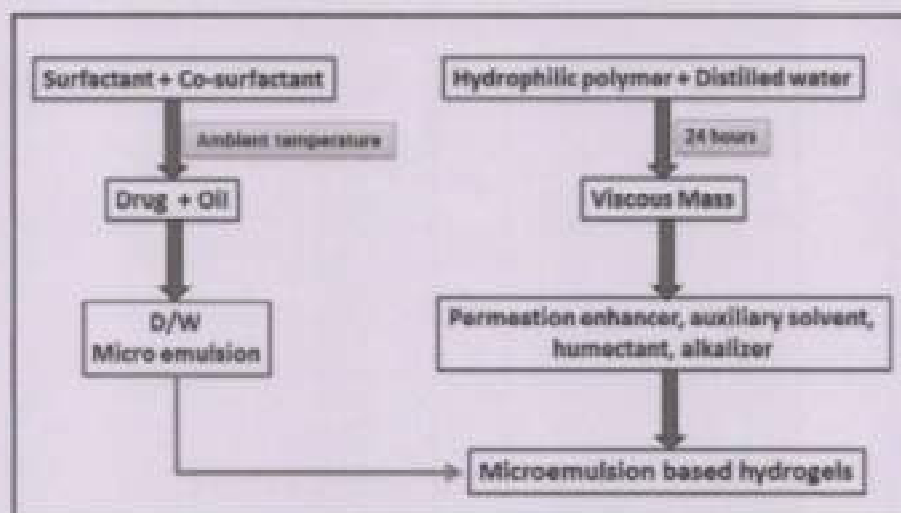 Surfactant + Co-surfactant
Ambient temperature
Drug + Oil
D/W
Micro emulsion
Hydrophilic polymer + Distilled water
24 hours
Viscous Mass
Permeation enhancer, auxiliary solvent,
humectant, alkalizer
Microemulsion based hydrogels